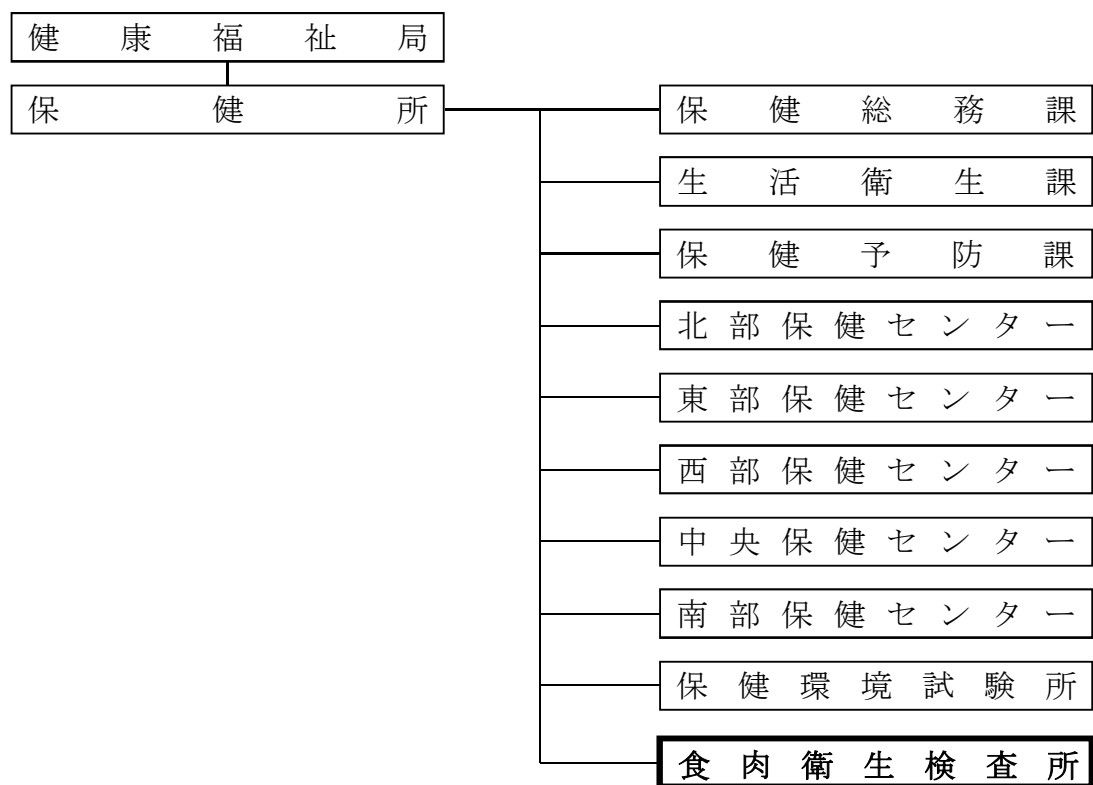 健康福祉局
保健所
保健総務課
生活衛生課
保健予防課
北部保健センター
東部保健センター
西部保健センター
中央保健センター
南部保健センター
保健環境試験所
食肉衛生検査所